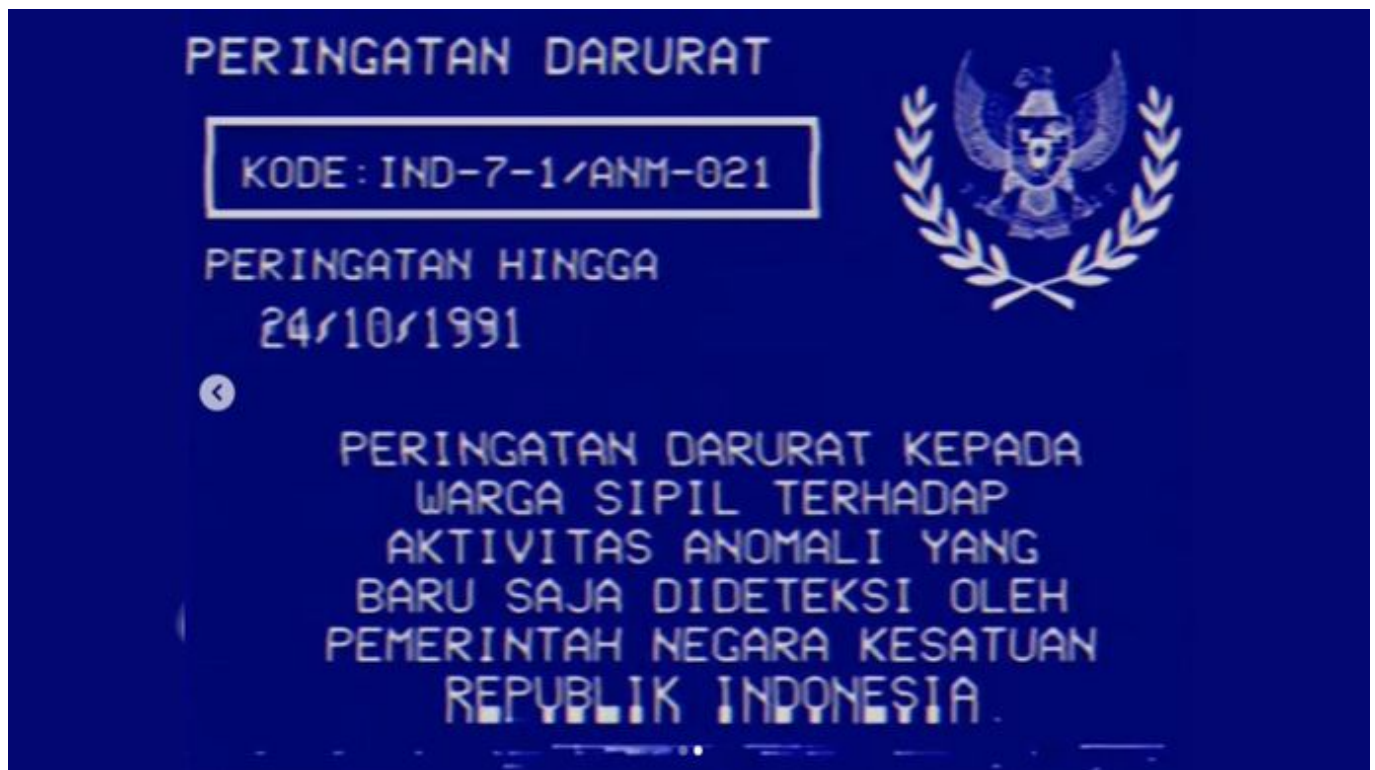 PERINGATAN DARURAT
KODE:IND-7-1/ANM-021
PERINGATAN HINGGA
24/10/1991
PERINGATAN DARURAT KEPADA
WARGA SIPIL TERHADAP
AKTIVITAS ANOMALI YANG
BARU SAJA DIDETEKSI OLEH
PEMERINTAH NEGARA KESATUAN
REPUBLIK INDONESIA.